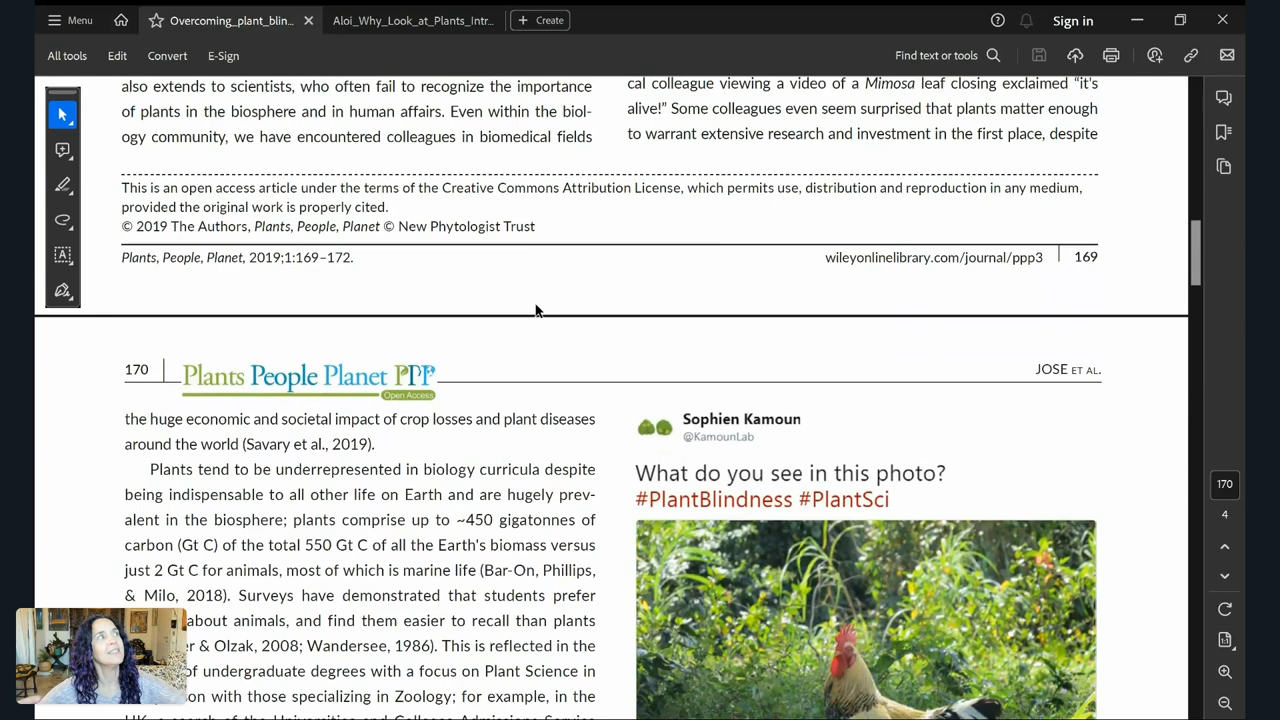 Menu
Overcoming_plant_blin...
Aloi_Why_Look_at_Plants_Intr...
Create
Sign in
All tools
Edit
Convert
E-Sign
Find text or tools
also extends to scientists, who often fail to recognize the importance
of plants in the biosphere and in human affairs. Even within the biol-
ogy community, we have encountered colleagues in biomedical fields
cal colleague viewing a video of a Mimosa leaf closing exclaimed “it's
alive!” Some colleagues even seem surprised that plants matter enough
to warrant extensive research and investment in the first place, despite
This is an open access article under the terms of the Creative Commons Attribution License, which permits use, distribution and reproduction in any medium,
provided the original work is properly cited.
© 2019 The Authors, Plants, People, Planet © New Phytologist Trust
Plants, People, Planet, 2019;1:169–172.
wileyonlinelibrary.com/journal/ppp3
169
170
Plants People Planet PPP
Open Access
JOSE ET AL.
the huge economic and societal impact of crop losses and plant diseases
around the world (Savary et al., 2019).
Plants tend to be underrepresented in biology curricula despite
being indispensable to all other life on Earth and are hugely prev-
alent in the biosphere; plants comprise up to ~450 gigatonnes of
carbon (Gt C) of the total 550 Gt C of all the Earth's biomass versus
just 2 Gt C for animals, most of which is marine life (Bar-On, Phillips,
& Milo, 2018). Surveys have demonstrated that students prefer
about animals, and find them easier to recall than plants
er & Olzak, 2008; Wandersee, 1986). This is reflected in the
of undergraduate degrees with a focus on Plant Science in
son with those specializing in Zoology; for example, in the
Sophien Kamoun
@KamounLab
What do you see in this photo?
#PlantBlindness #PlantSci
170
4